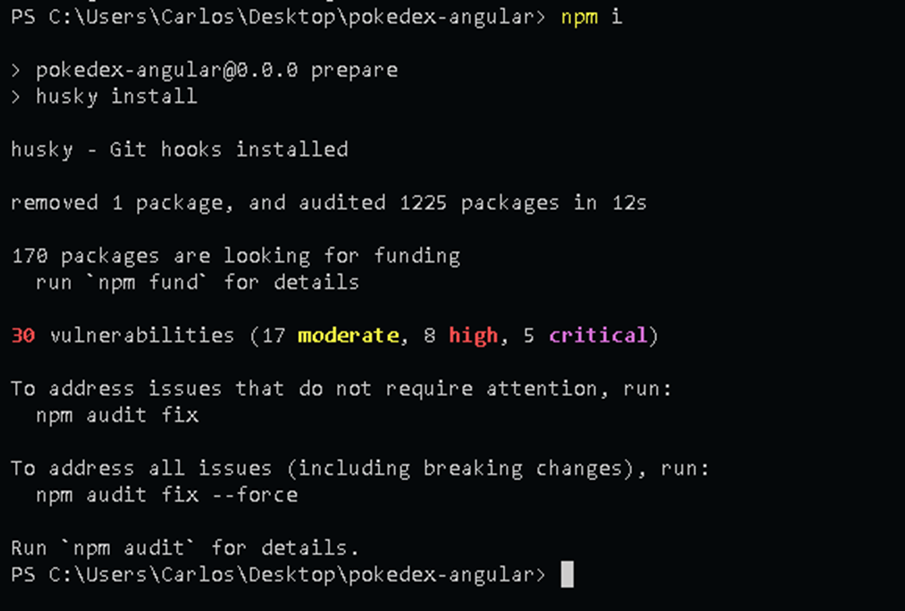 PS C:\Users\Carlos\Desktop\pokedex-angular> npm i
> pokedex-angular@0.0.0 prepare
> husky install
husky - Git hooks installed
removed 1 package, and audited 1225 packages in 12s
170 packages are looking for funding
  run `npm fund` for details
30 vulnerabilities (17 moderate, 8 high, 5 critical)
To address issues that do not require attention, run:
  npm audit fix
To address all issues (including breaking changes), run:
  npm audit fix --force
Run `npm audit` for details.
PS C:\Users\Carlos\Desktop\pokedex-angular>